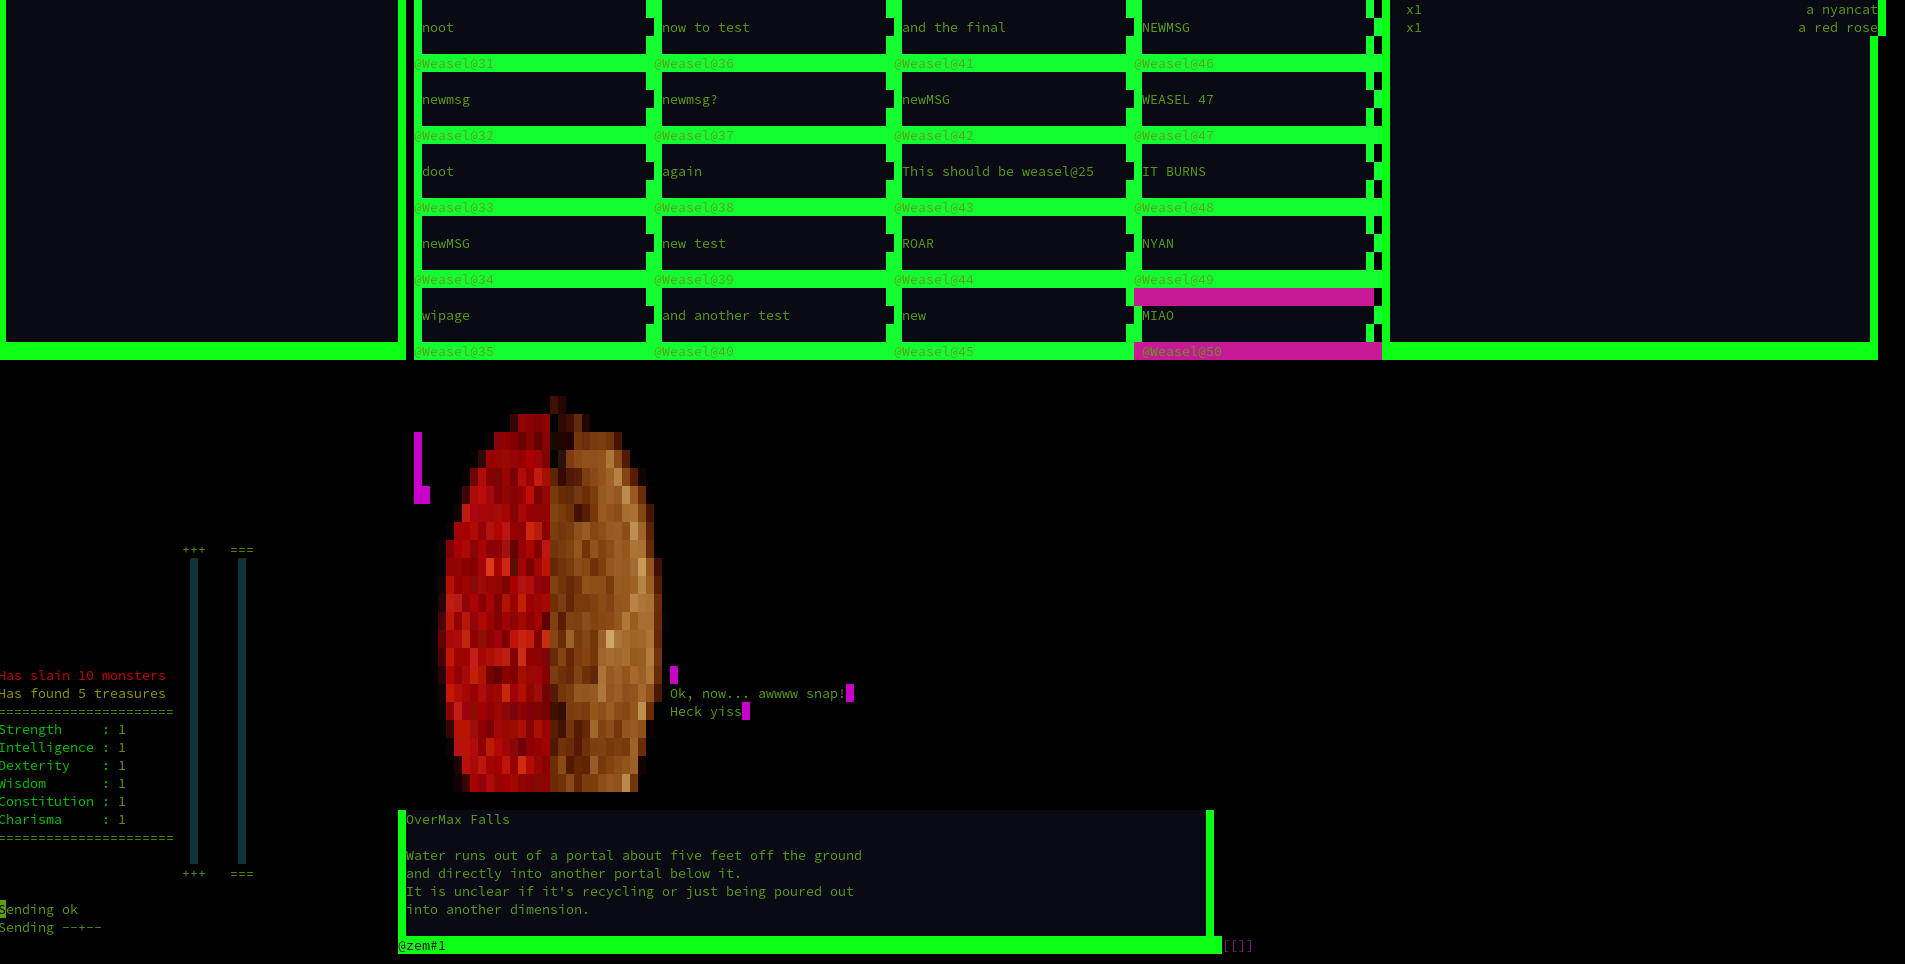 noot now to test and the final NEWMSG
@Weasel@31 @Weasel@36 @Weasel@41 @Weasel@46
newmsg newmsg? newMSG WEASEL 47
@Weasel@32 @Weasel@37 @Weasel@42 @Weasel@47
doot again This should be weasel@25 IT BURNS
@Weasel@33 @Weasel@38 @Weasel@43 @Weasel@48
newMSG new test ROAR NYAN
@Weasel@34 @Weasel@39 @Weasel@44 @Weasel@49
wipage and another test new MIAO
@Weasel@35 @Weasel@40 @Weasel@45 @Weasel@50
x1 a nyancat
x1 a red rose
+++ ===
Has slain 10 monsters
Has found 5 treasures
======================
Strength : 1
Intelligence : 1
Dexterity : 1
Wisdom : 1
Constitution : 1
Charisma : 1
======================
+++ ===
Sending ok
Sending --+--
Ok, now... awwww snap!
Heck yiss
OverMax Falls
Water runs out of a portal about five feet off the ground
and directly into another portal below it.
It is unclear if it's recycling or just being poured out
into another dimension.
@zem#1 [[]]